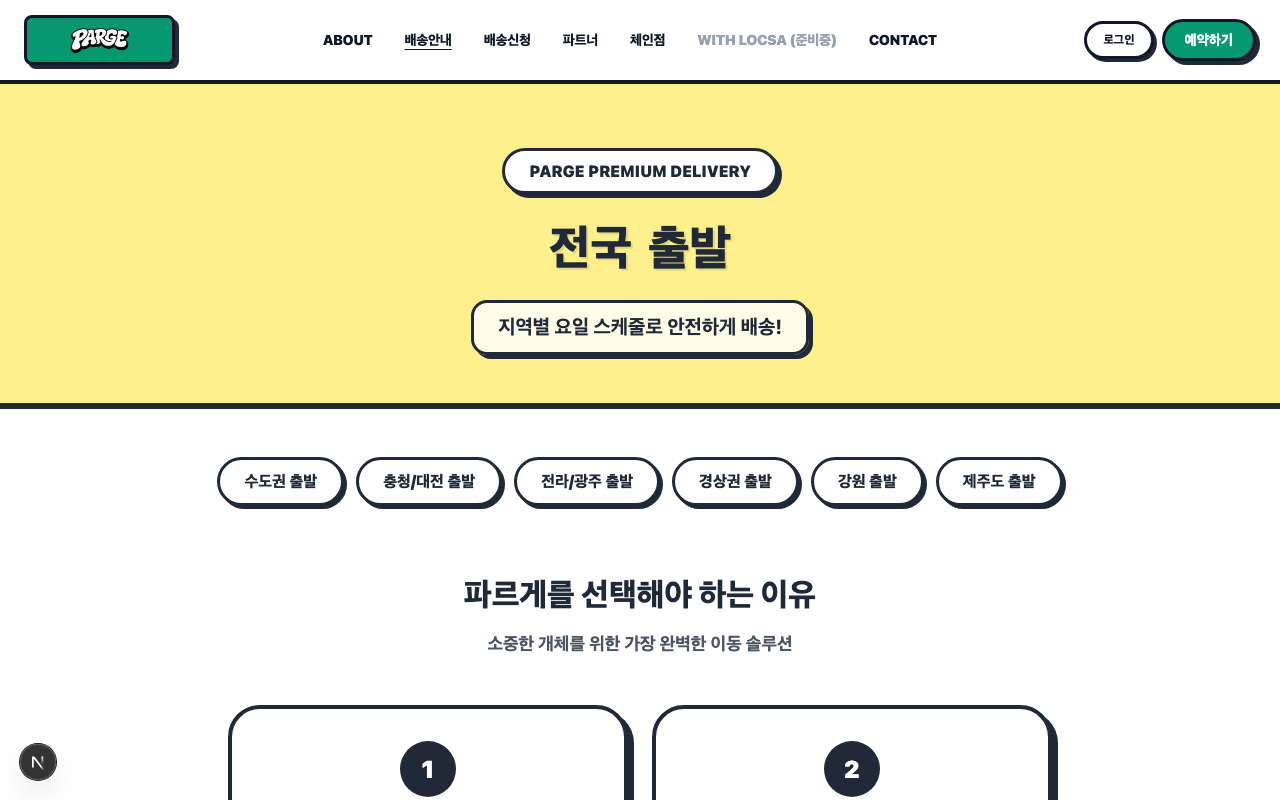 PARGE
ABOUT
배송안내
배송신청
파트너
체인점
WITH LOCSA (준비중)
CONTACT
로그인
예약하기
PARGE PREMIUM DELIVERY
전국 출발
지역별 요일 스케줄로 안전하게 배송!
수도권 출발
충청/대전 출발
전라/광주 출발
경상권 출발
강원 출발
제주도 출발
파르게를 선택해야 하는 이유
소중한 개체를 위한 가장 완벽한 이동 솔루션
1
2
N